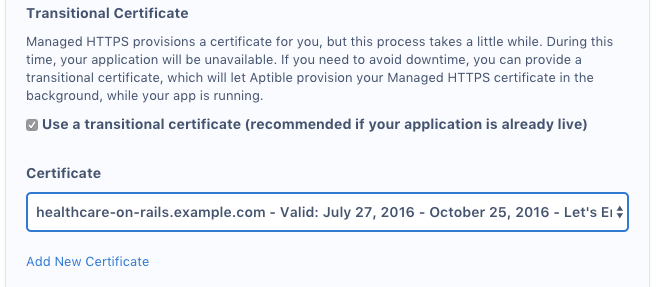 Transitional Certificate
Managed HTTPS provisions a certificate for you, but this process takes a little while. During this
time, your application will be unavailable. If you need to avoid downtime, you can provide a
transitional certificate, which will let Aptible provision your Managed HTTPS certificate in the
background, while your app is running.
Use a transitional certificate (recommended if your application is already live)
Certificate
healthcare-on-rails.example.com - Valid: July 27, 2016 - October 25, 2016 - Let's
Add New Certificate